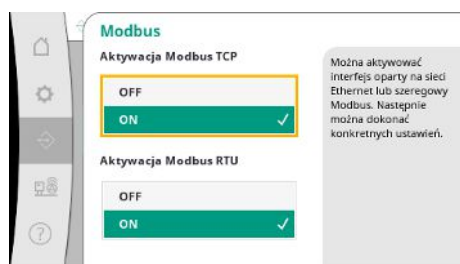 Modbus
Aktywacja Modbus TCP
OFF
ON
Aktywacja Modbus RTU
OFF
ON
Można aktywować
interfejs oparty na sieci
Ethernet lub szeregowy
Modbus. Następnie
można dokonać
konkretnych ustawień.